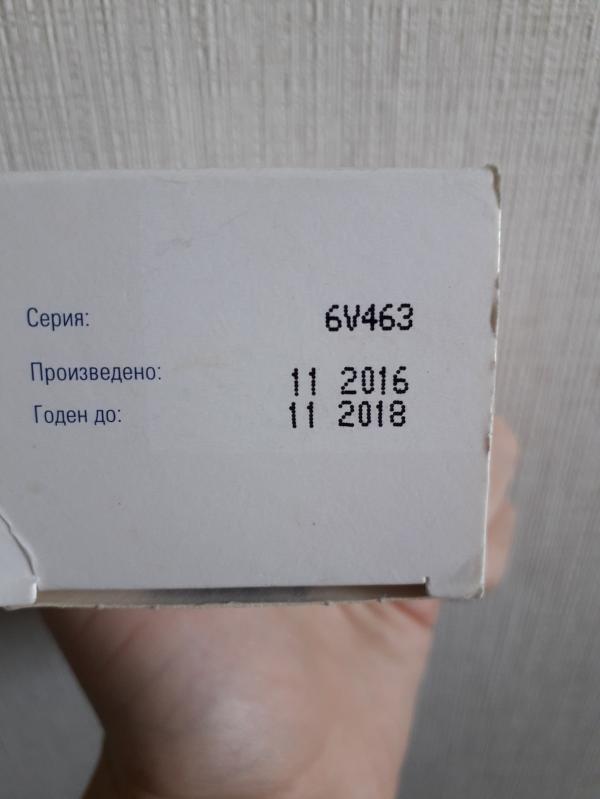 Серия: 6V463
Произведено: 11 2016
Годен до: 11 2018